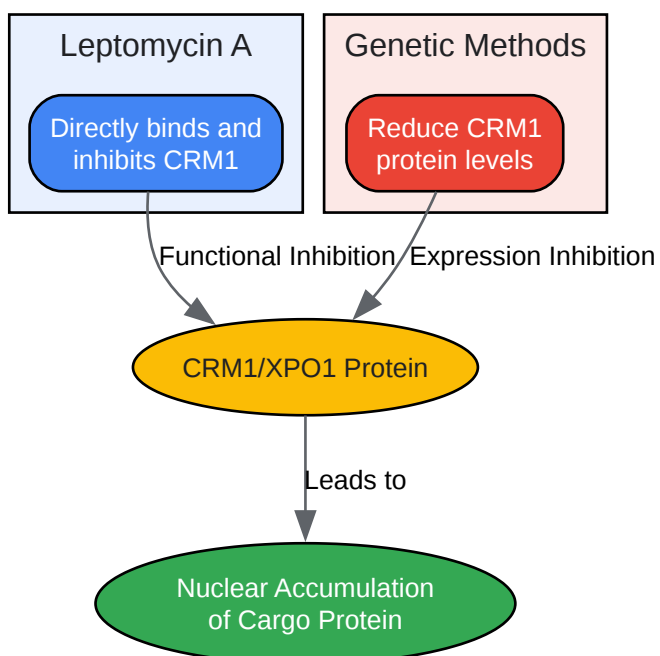 Leptomycin A
Genetic Methods
Directly binds and
inhibits CRM1
Reduce CRM1
protein levels
Functional Inhibition
Expression Inhibition
CRM1/XPO1 Protein
Leads to
Nuclear Accumulation
of Cargo Protein